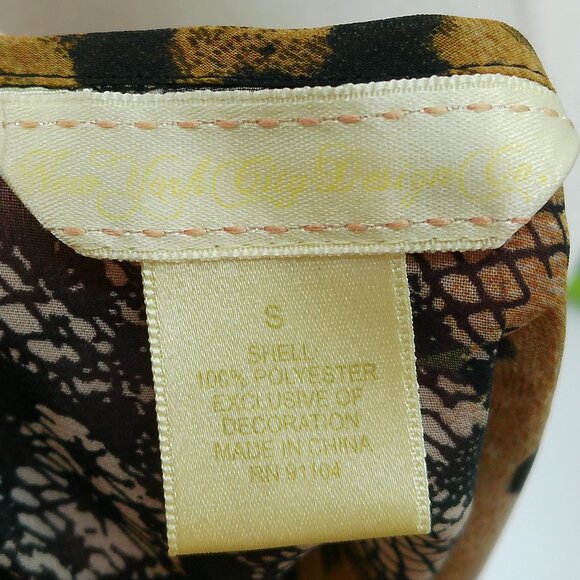 New York City Design Co.
S
SHELL:
100% POLYESTER
EXCLUSIVE OF
DECORATION
MADE IN CHINA
RN 91104